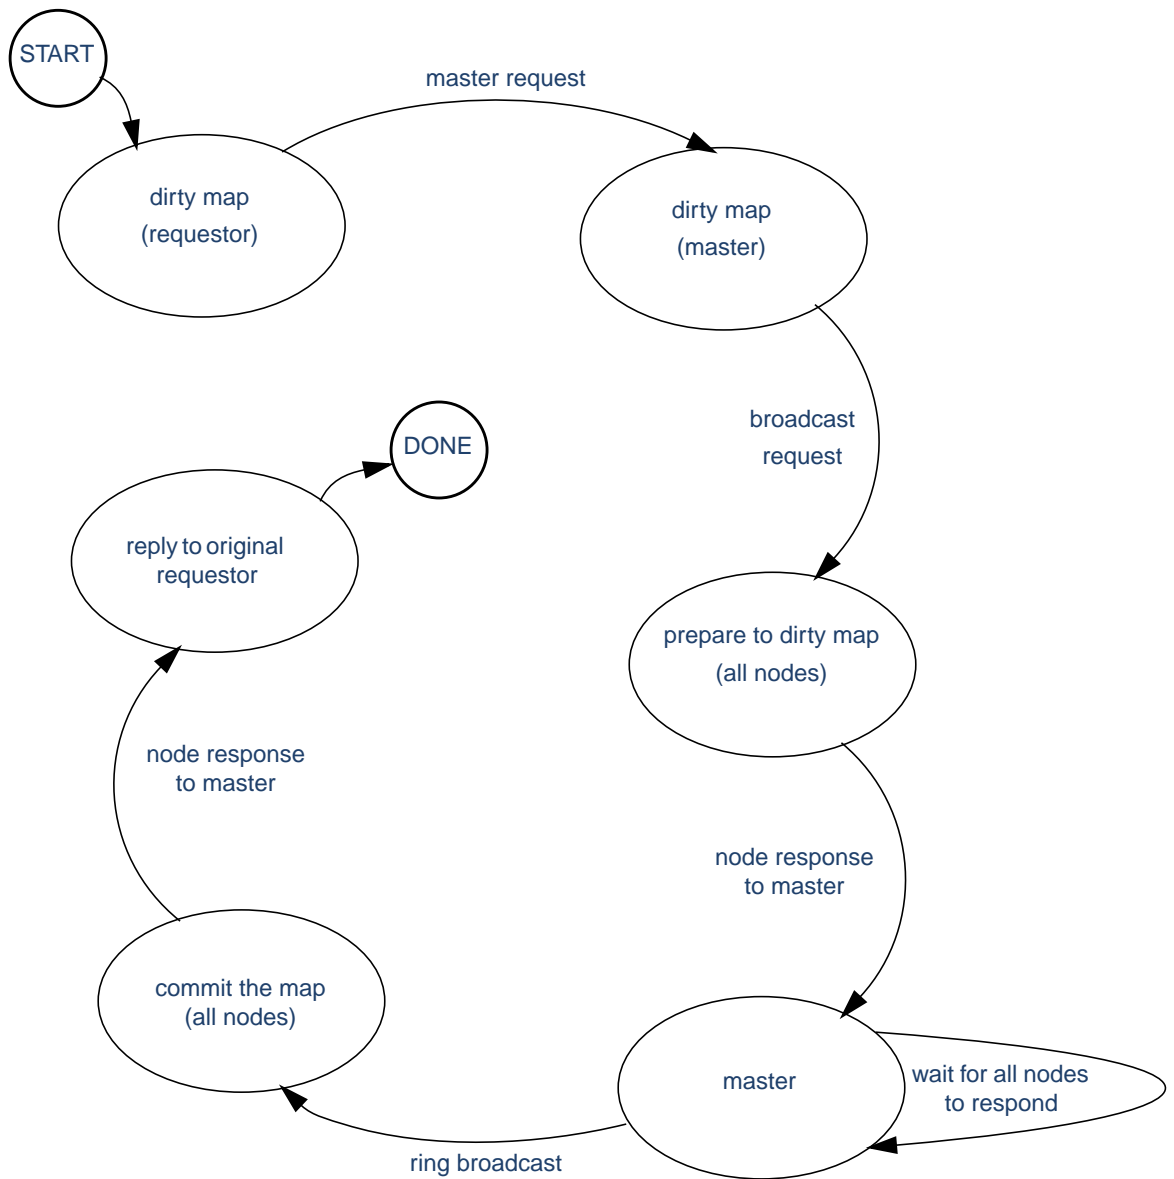 START
master request
dirty map
(requestor)
dirty map
(master)
broadcast
request
DONE
reply to original
requestor
prepare to dirty map
(all nodes)
node response
to master
node response
to master
commit the map
(all nodes)
master
wait for all nodes
to respond
ring broadcast